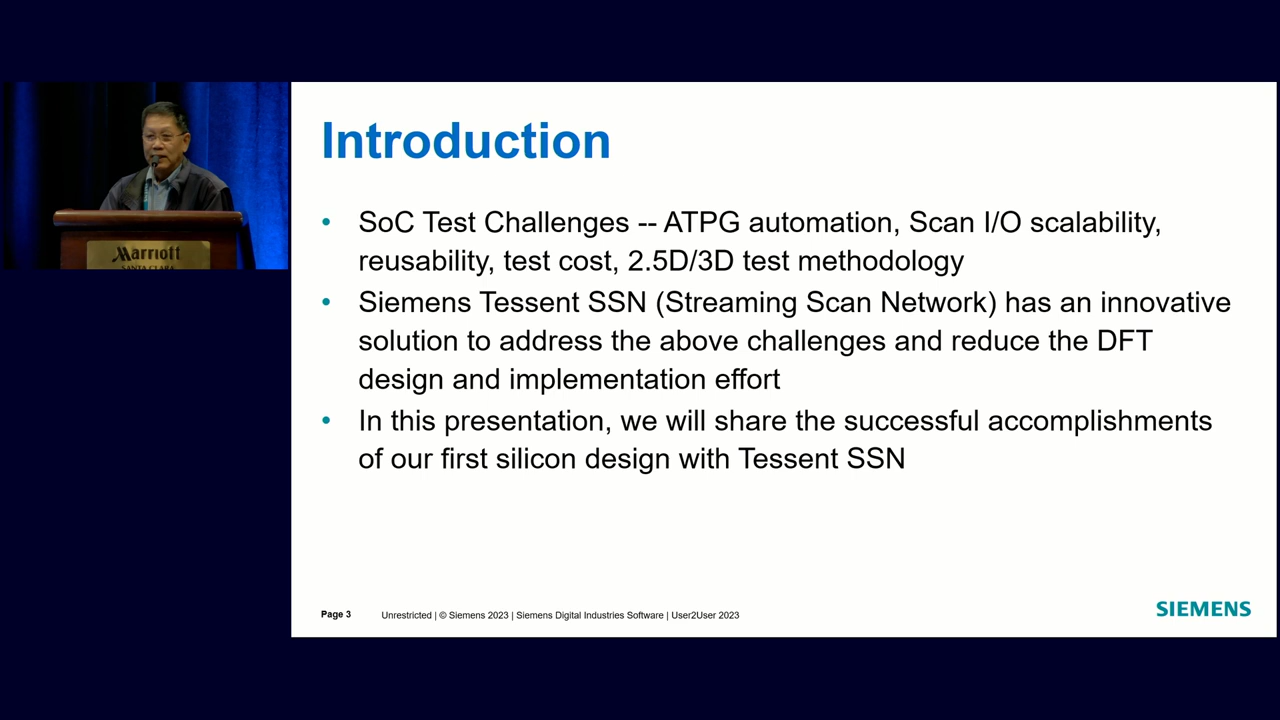 Introduction
• SoC Test Challenges -- ATPG automation, Scan I/O scalability,
reusability, test cost, 2.5D/3D test methodology
• Siemens Tessent SSN (Streaming Scan Network) has an innovative
solution to address the above challenges and reduce the DFT
design and implementation effort
• In this presentation, we will share the successful accomplishments
of our first silicon design with Tessent SSN
Marriott
SANTA CLARA
Page 3 Unrestricted | © Siemens 2023 | Siemens Digital Industries Software | User2User 2023
SIEMENS